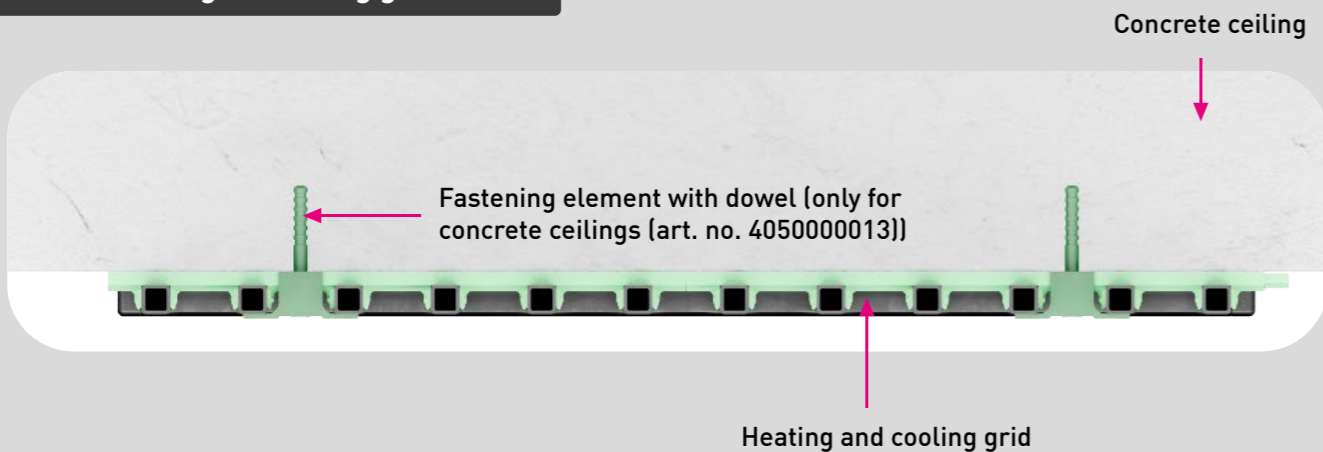 Concrete ceiling
Fastening element with dowel (only for
concrete ceilings (art. no. 4050000013))
Heating and cooling grid